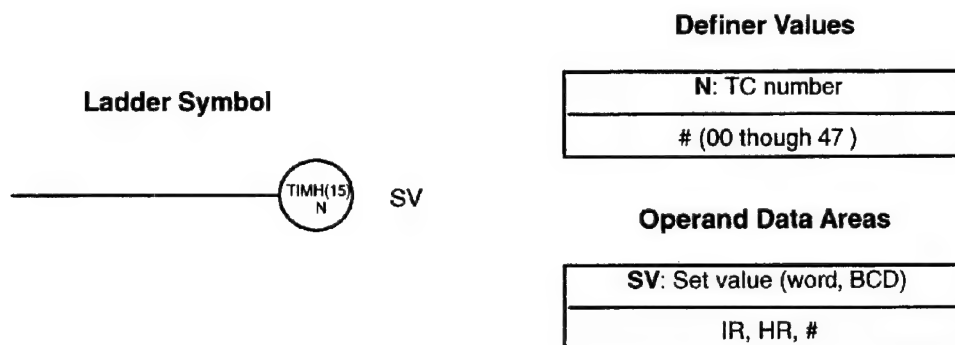 Definer Values
N: TC number
# (00 though 47 )
Ladder Symbol
TIMH(15)
N
SV
Operand Data Areas
SV: Set value (word, BCD)
IR, HR, #